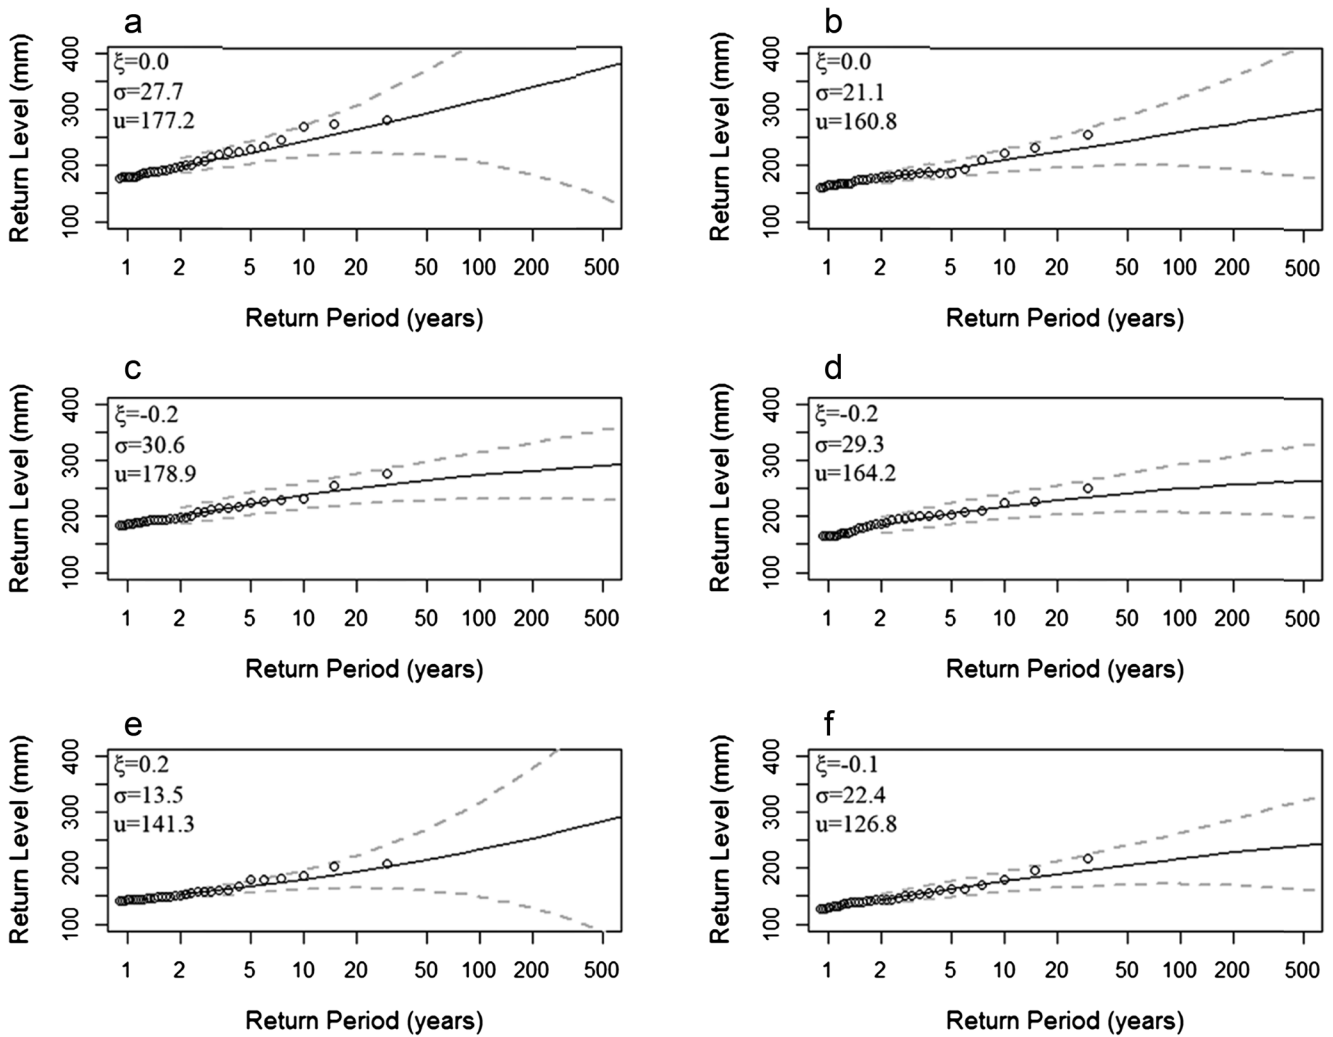 a
ξ=0.0
σ=27.7
u=177.2
Return Level (mm)
400
300
200
100
1 2 5 10 20 50 100 200 500
Return Period (years)
b
ξ=0.0
σ=21.1
u=160.8
Return Level (mm)
400
300
200
100
1 2 5 10 20 50 100 200 500
Return Period (years)
c
ξ=-0.2
σ=30.6
u=178.9
Return Level (mm)
400
300
200
100
1 2 5 10 20 50 100 200 500
Return Period (years)
d
ξ=-0.2
σ=29.3
u=164.2
Return Level (mm)
400
300
200
100
1 2 5 10 20 50 100 200 500
Return Period (years)
e
ξ=0.2
σ=13.5
u=141.3
Return Level (mm)
400
300
200
100
1 2 5 10 20 50 100 200 500
Return Period (years)
f
ξ=-0.1
σ=22.4
u=126.8
Return Level (mm)
400
300
200
100
1 2 5 10 20 50 100 200 500
Return Period (years)